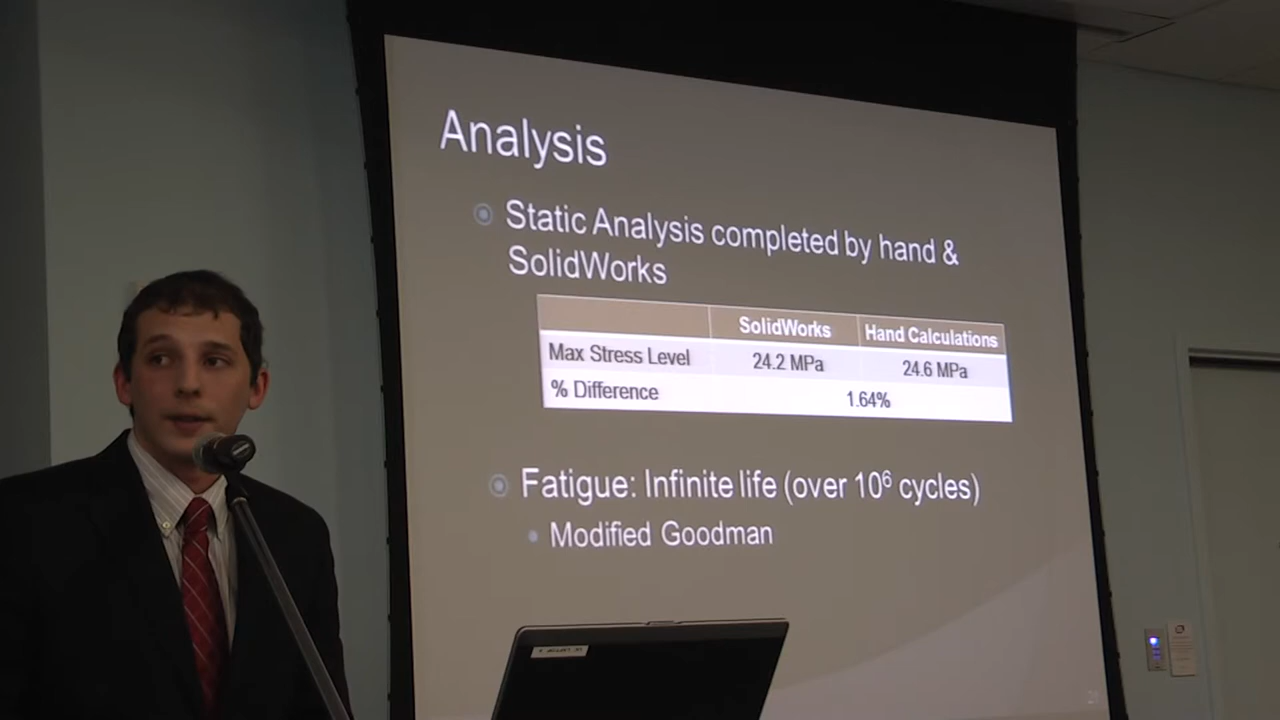 Analysis
Static Analysis completed by hand &
SolidWorks
SolidWorks Hand Calculations
Max Stress Level 24.2 MPa 24.6 MPa
% Difference 1.64%
Fatigue: Infinite life (over 10⁶ cycles)
Modified Goodman